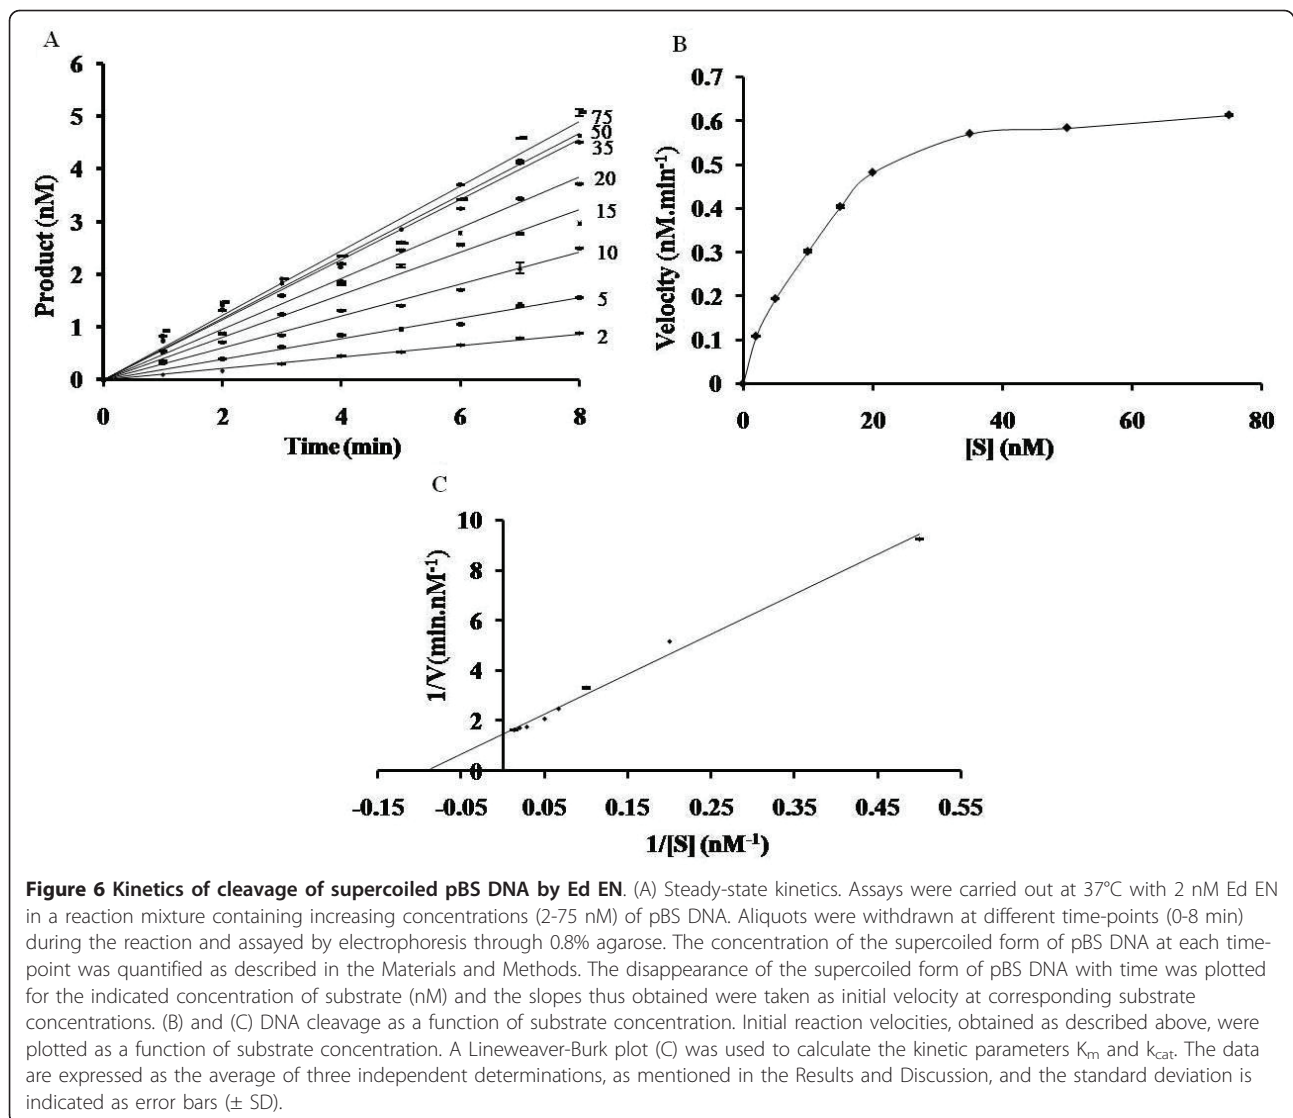 A
6
5
4
3
2
1
0
Product (nM)
0 2 4 6 8
Time (min)
75
50
35
20
15
10
5
2
B
0.7
0.6
0.5
0.4
0.3
0.2
0.1
0
Velocity (nM.min-1)
0 20 40 60 80
[S] (nM)
C
10
8
6
4
2
0
1/V(min.nM-1)
-0.15 -0.05 0.05 0.15 0.25 0.35 0.45 0.55
1/[S] (nM-1)
Figure 6 Kinetics of cleavage of supercoiled pBS DNA by Ed EN. (A) Steady-state kinetics. Assays were carried out at 37°C with 2 nM Ed EN
in a reaction mixture containing increasing concentrations (2-75 nM) of pBS DNA. Aliquots were withdrawn at different time-points (0-8 min)
during the reaction and assayed by electrophoresis through 0.8% agarose. The concentration of the supercoiled form of pBS DNA at each time-
point was quantified as described in the Materials and Methods. The disappearance of the supercoiled form of pBS DNA with time was plotted
for the indicated concentration of substrate (nM) and the slopes thus obtained were taken as initial velocity at corresponding substrate
concentrations. (B) and (C) DNA cleavage as a function of substrate concentration. Initial reaction velocities, obtained as described above, were
plotted as a function of substrate concentration. A Lineweaver-Burk plot (C) was used to calculate the kinetic parameters Km and kcat. The data
are expressed as the average of three independent determinations, as mentioned in the Results and Discussion, and the standard deviation is
indicated as error bars (± SD).